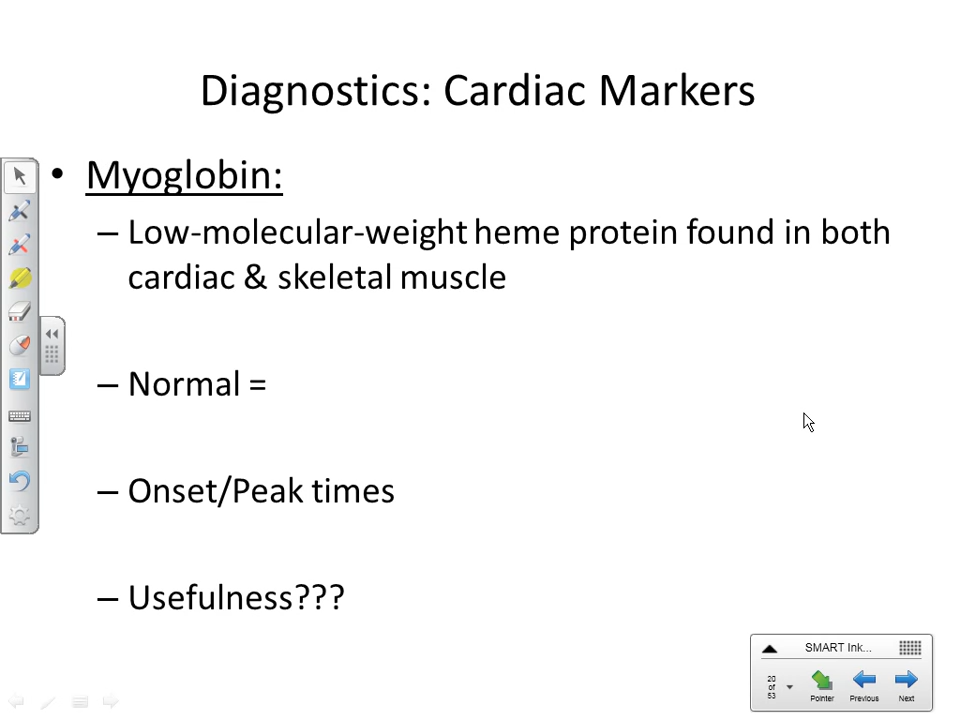 Diagnostics: Cardiac Markers
• Myoglobin:
– Low-molecular-weight heme protein found in both
cardiac & skeletal muscle
– Normal =
– Onset/Peak times
– Usefulness???
SMART Ink...
20
of
53
Pointer Previous Next